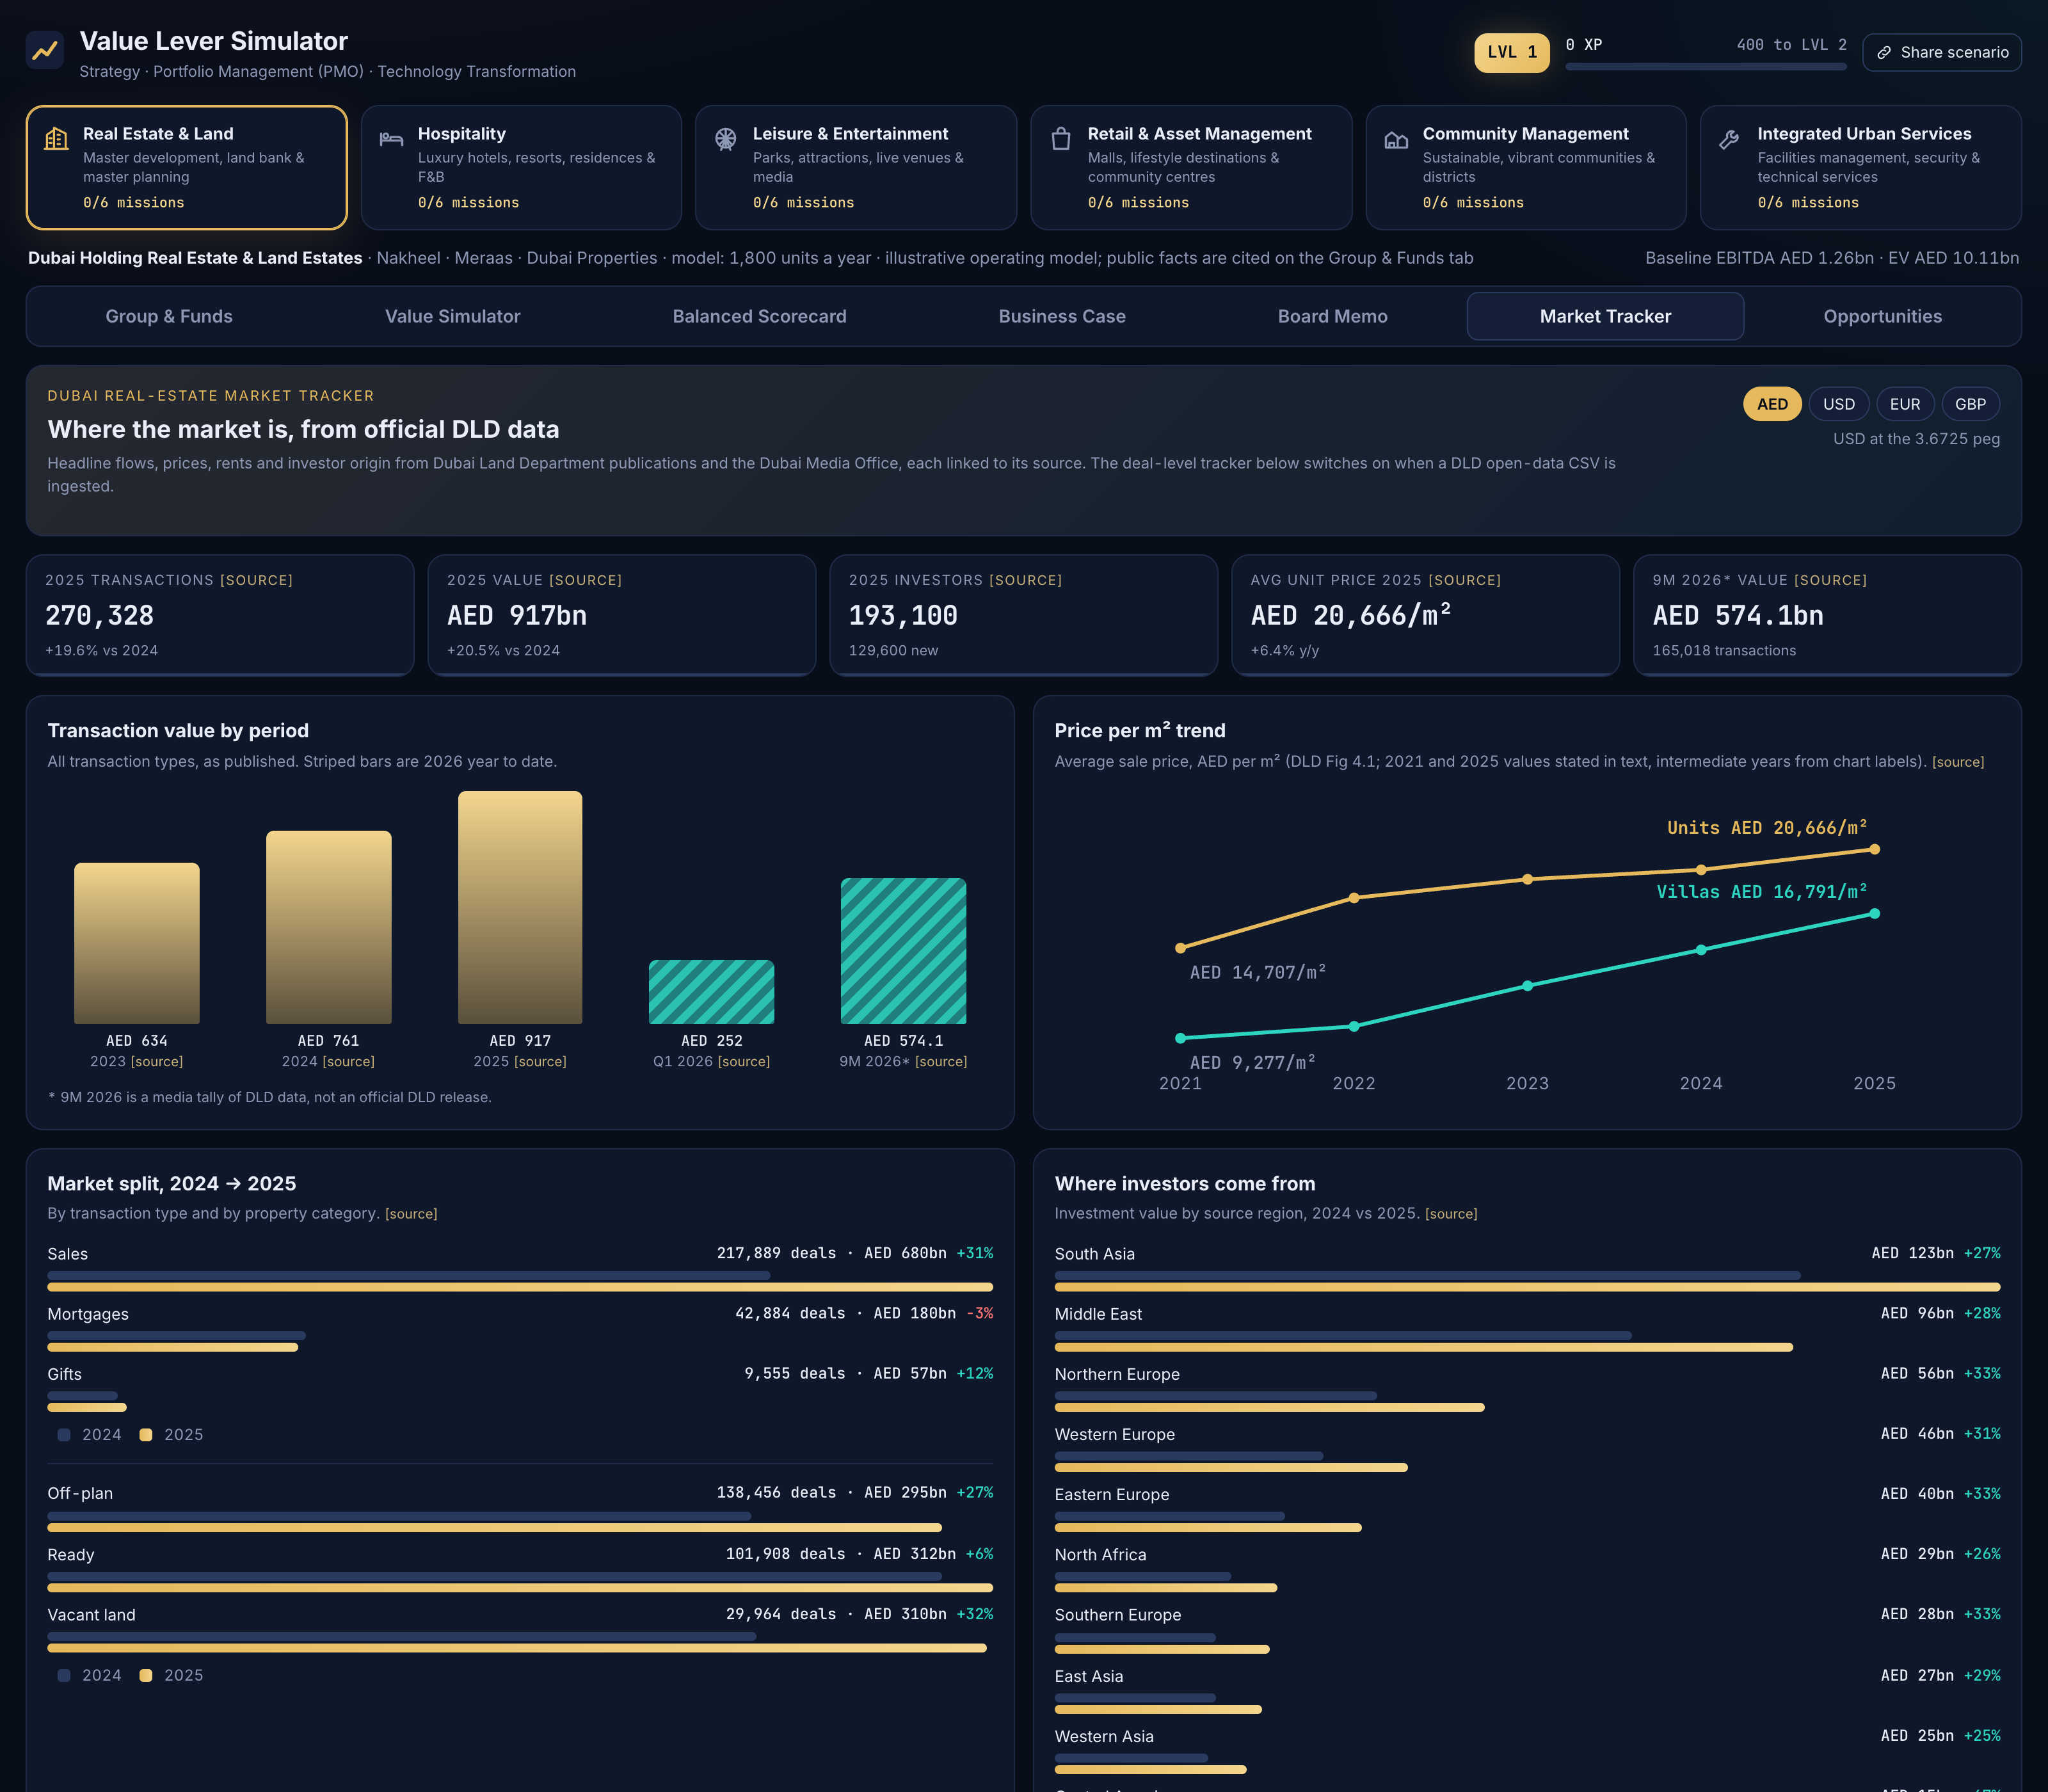 Value Lever Simulator
Strategy · Portfolio Management (PMO) · Technology Transformation
LVL 1
0 XP
400 to LVL 2
Share scenario
Real Estate & Land
Master development, land bank &
master planning
0/6 missions
Hospitality
Luxury hotels, resorts, residences &
F&B
0/6 missions
Leisure & Entertainment
Parks, attractions, live venues &
media
0/6 missions
Retail & Asset Management
Malls, lifestyle destinations &
community centres
0/6 missions
Community Management
Sustainable, vibrant communities &
districts
0/6 missions
Integrated Urban Services
Facilities management, security &
technical services
0/6 missions
Dubai Holding Real Estate & Land Estates · Nakheel · Meraas · Dubai Properties · model: 1,800 units a year · illustrative operating model; public facts are cited on the Group & Funds tab
Baseline EBITDA AED 1.26bn · EV AED 10.11bn
Group & Funds
Value Simulator
Balanced Scorecard
Business Case
Board Memo
Market Tracker
Opportunities
DUBAI REAL-ESTATE MARKET TRACKER
Where the market is, from official DLD data
Headline flows, prices, rents and investor origin from Dubai Land Department publications and the Dubai Media Office, each linked to its source. The deal-level tracker below switches on when a DLD open-data CSV is
ingested.
AED
USD
EUR
GBP
USD at the 3.6725 peg
2025 TRANSACTIONS [SOURCE]
270,328
+19.6% vs 2024
2025 VALUE [SOURCE]
AED 917bn
+20.5% vs 2024
2025 INVESTORS [SOURCE]
193,100
129,600 new
AVG UNIT PRICE 2025 [SOURCE]
AED 20,666/m²
+6.4% y/y
9M 2026* VALUE [SOURCE]
AED 574.1bn
165,018 transactions
Transaction value by period
All transaction types, as published. Striped bars are 2026 year to date.
AED 634
2023 [source]
AED 761
2024 [source]
AED 917
2025 [source]
AED 252
Q1 2026 [source]
AED 574.1
9M 2026* [source]
* 9M 2026 is a media tally of DLD data, not an official DLD release.
Price per m² trend
Average sale price, AED per m² (DLD Fig 4.1; 2021 and 2025 values stated in text, intermediate years from chart labels). [source]
Units AED 20,666/m²
Villas AED 16,791/m²
AED 14,707/m²
AED 9,277/m²
2021
2022
2023
2024
2025
Market split, 2024 → 2025
By transaction type and by property category. [source]
Sales
217,889 deals · AED 680bn +31%
Mortgages
42,884 deals · AED 180bn -3%
Gifts
9,555 deals · AED 57bn +12%
2024
2025
Off-plan
138,456 deals · AED 295bn +27%
Ready
101,908 deals · AED 312bn +6%
Vacant land
29,964 deals · AED 310bn +32%
2024
2025
Where investors come from
Investment value by source region, 2024 vs 2025. [source]
South Asia
AED 123bn +27%
Middle East
AED 96bn +28%
Northern Europe
AED 56bn +33%
Western Europe
AED 46bn +31%
Eastern Europe
AED 40bn +33%
North Africa
AED 29bn +26%
Southern Europe
AED 28bn +33%
East Asia
AED 27bn +29%
Western Asia
AED 25bn +25%